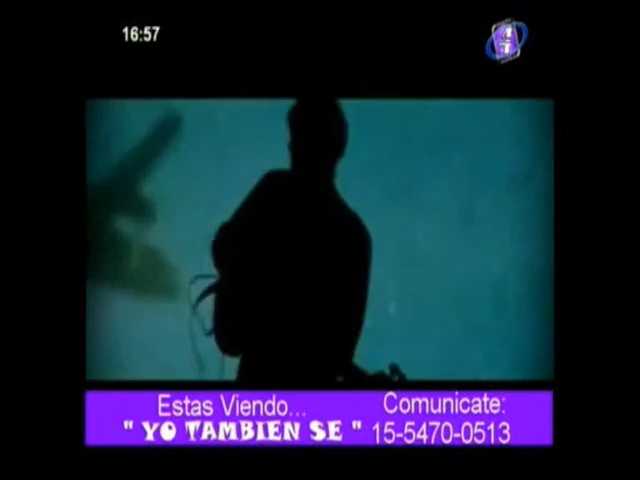 16:57
Estas Viendo...
" YO TAMBIEN SE "
Comunicate:
15-5470-0513